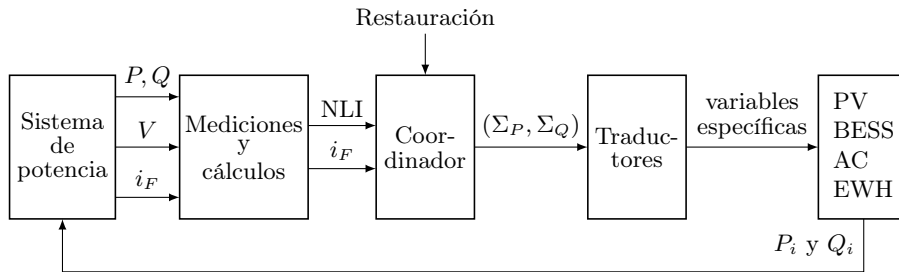 Restauración
Sistema
de
potencia
P, Q
V
i_F
Mediciones
y
cálculos
NLI
i_F
Coor-
dinador
(Σ_P, Σ_Q)
Traduc-
tores
variables
específicas
PV
BESS
AC
EWH
P_i y Q_i